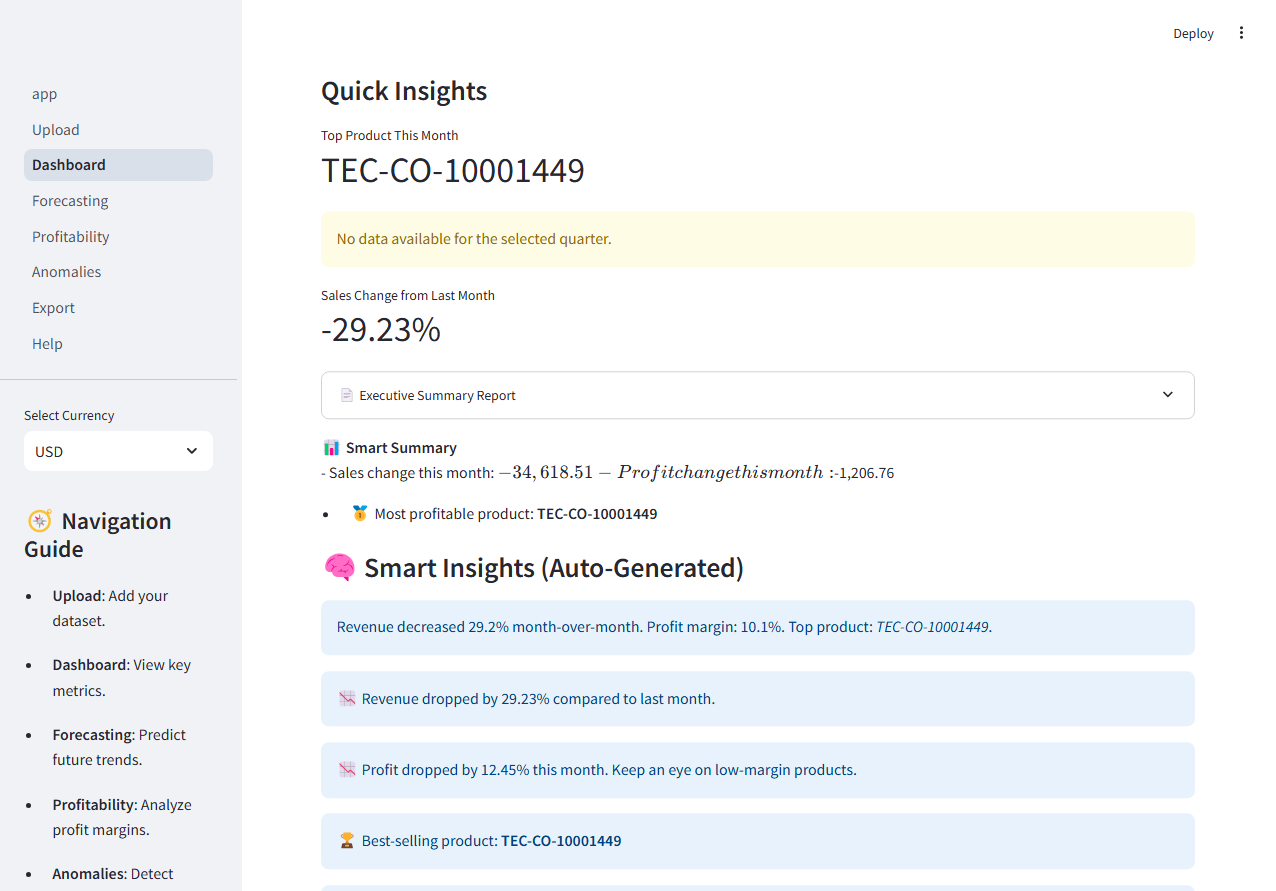 Deploy
app
Upload
Dashboard
Forecasting
Profitability
Anomalies
Export
Help
Select Currency
USD
🧭 Navigation
Guide
• Upload: Add your
dataset.
• Dashboard: View key
metrics.
• Forecasting: Predict
future trends.
• Profitability: Analyze
profit margins.
• Anomalies: Detect
Quick Insights
Top Product This Month
TEC-CO-10001449
No data available for the selected quarter.
Sales Change from Last Month
-29.23%
📄 Executive Summary Report
📊 Smart Summary
- Sales change this month: −34,618.51 − Profitchangethismonth :-1,206.76
• 🥇 Most profitable product: TEC-CO-10001449
🧠 Smart Insights (Auto-Generated)
Revenue decreased 29.2% month-over-month. Profit margin: 10.1%. Top product: TEC-CO-10001449.
📉 Revenue dropped by 29.23% compared to last month.
📉 Profit dropped by 12.45% this month. Keep an eye on low-margin products.
🏆 Best-selling product: TEC-CO-10001449